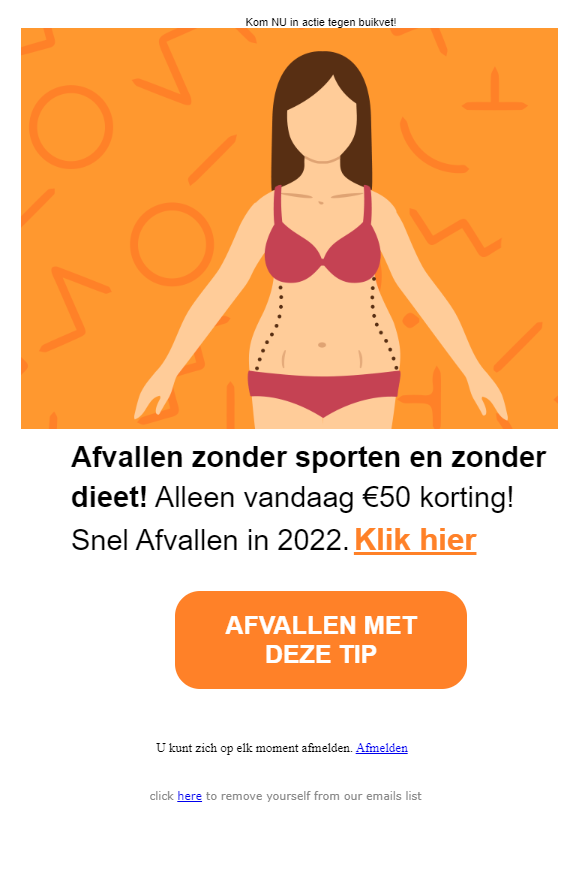 Kom NU in actie tegen buikvet!
Afvallen zonder sporten en zonder
dieet! Alleen vandaag €50 korting!
Snel Afvallen in 2022. Klik hier
AFVALLEN MET
DEZE TIP
U kunt zich op elk moment afmelden. Afmelden
click here to remove yourself from our emails list